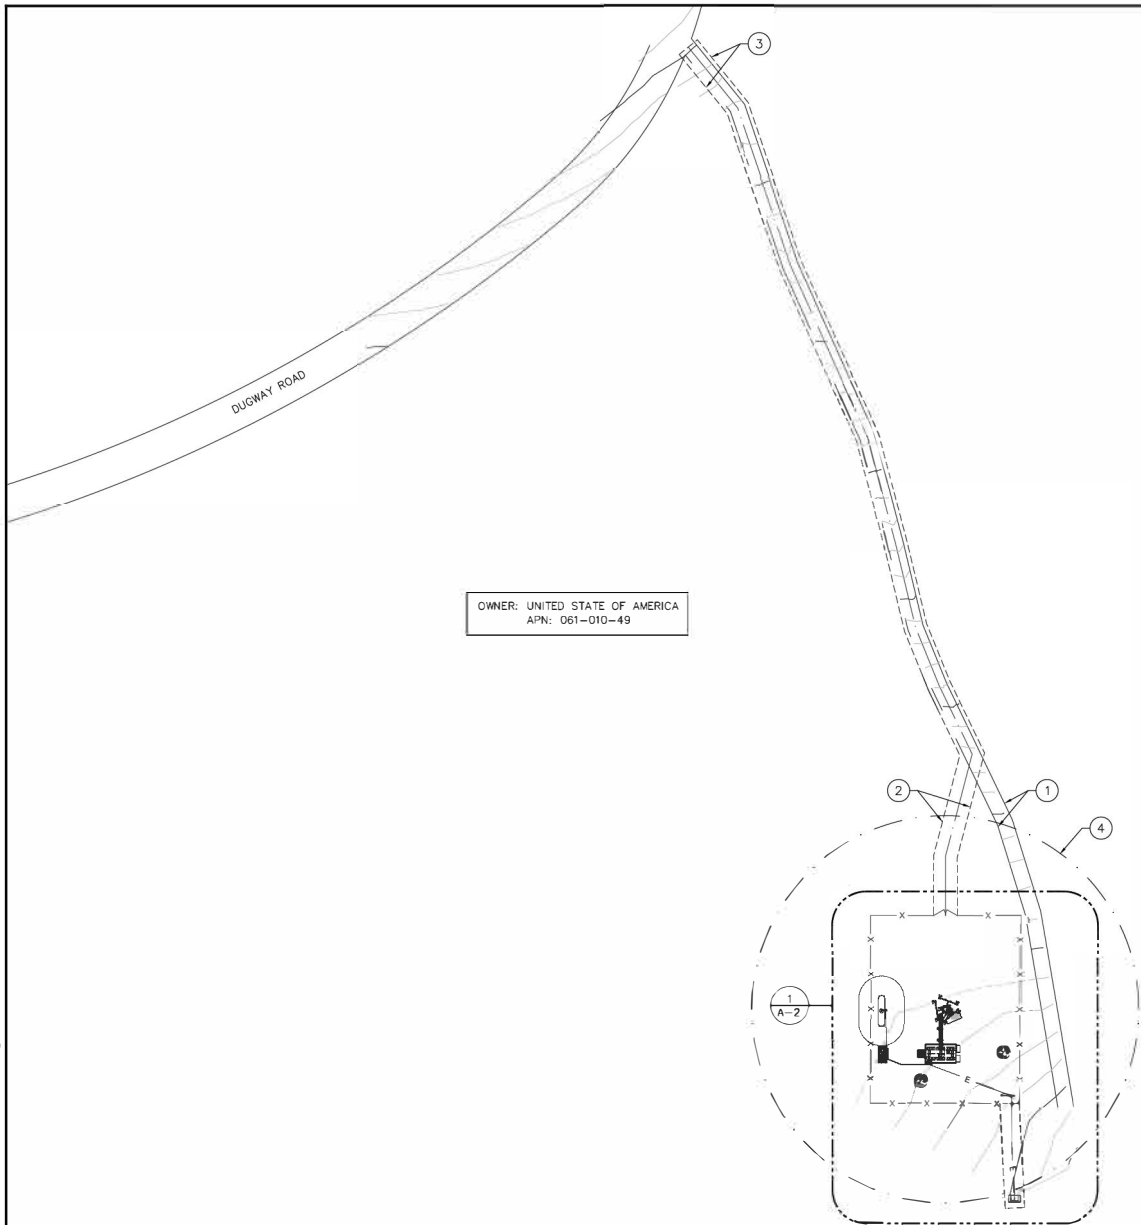 3
DUGWAY ROAD
OWNER: UNITED STATE OF AMERICA
APN: 061-010-49
2
1
4
X X
X X
X X
1
A-2
X X
X X
E
X X
X X X X
E